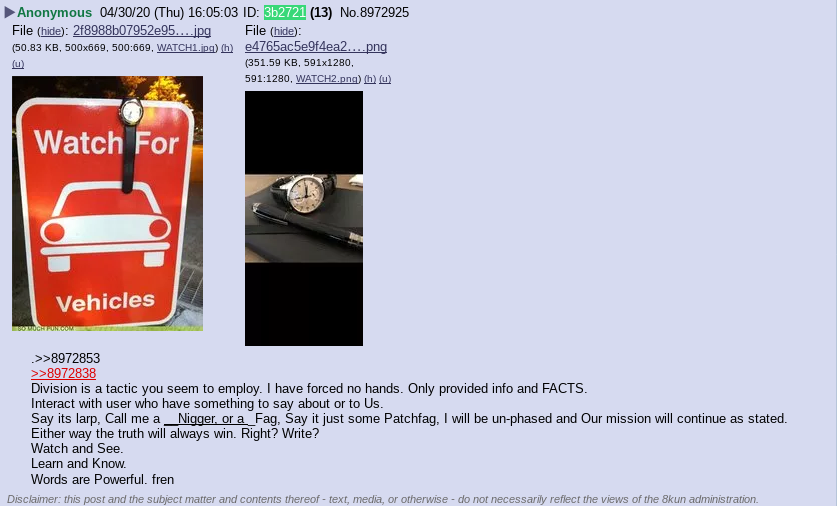 Anonymous 04/30/20 (Thu) 16:05:03 ID: 3b2721 (13) No.8972925
File (hide): 2f8988b07952e95….jpg
(50.83 KB, 500x669, 500:669, WATCH1.jpg) (h)
(u)
File (hide):
e4765ac5e9f4ea2….png
(351.59 KB, 591x1280,
591:1280, WATCH2.png) (h) (u)
Watch For
Vehicles
SO MUCH PUN.COM
.>>8972853
>>8972838
Division is a tactic you seem to employ. I have forced no hands. Only provided info and FACTS.
Interact with user who have something to say about or to Us.
Say its larp, Call me a __Nigger, or a _Fag, Say it just some Patchfag, I will be un-phased and Our mission will continue as stated.
Either way the truth will always win. Right? Write?
Watch and See.
Learn and Know.
Words are Powerful. fren
Disclaimer: this post and the subject matter and contents thereof - text, media, or otherwise - do not necessarily reflect the views of the 8kun administration.